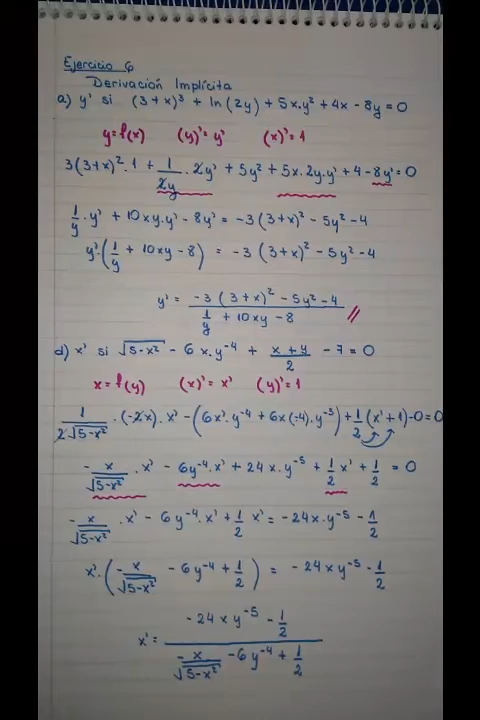 Ejercicio 6
Derivación Implícita
a) y' si (3+x)³ + ln(2y) + 5x.y² + 4x - 8y = 0
y = f(x) (y)' = y' (x)' = 1
3(3+x)².1 + 1/2y . 2y' + 5y² + 5x.2y.y' + 4 - 8y' = 0
1/y . y' + 10xy.y' - 8y' = -3(3+x)² - 5y² - 4
y'.(1/y + 10xy - 8) = -3(3+x)² - 5y² - 4
y' = (-3(3+x)² - 5y² - 4) / (1/y + 10xy - 8) //
d) x' si √(5-x²) - 6x.y⁻⁴ + (x+y)/2 - 7 = 0
x = f(y) (x)' = x' (y)' = 1
1/(2√(5-x²)) . (-2x).x' - (6x'.y⁻⁴ + 6x(-4).y⁻⁵) + 1/2(x'+1) - 0 = 0
-x/√(5-x²) . x' - 6y⁻⁴.x' + 24x.y⁻⁵ + 1/2 x' + 1/2 = 0
-x/√(5-x²) . x' - 6y⁻⁴.x' + 1/2 x' = -24x.y⁻⁵ - 1/2
x'.(-x/√(5-x²) - 6y⁻⁴ + 1/2) = -24xy⁻⁵ - 1/2
x' = (-24xy⁻⁵ - 1/2) / (-x/√(5-x²) - 6y⁻⁴ + 1/2)